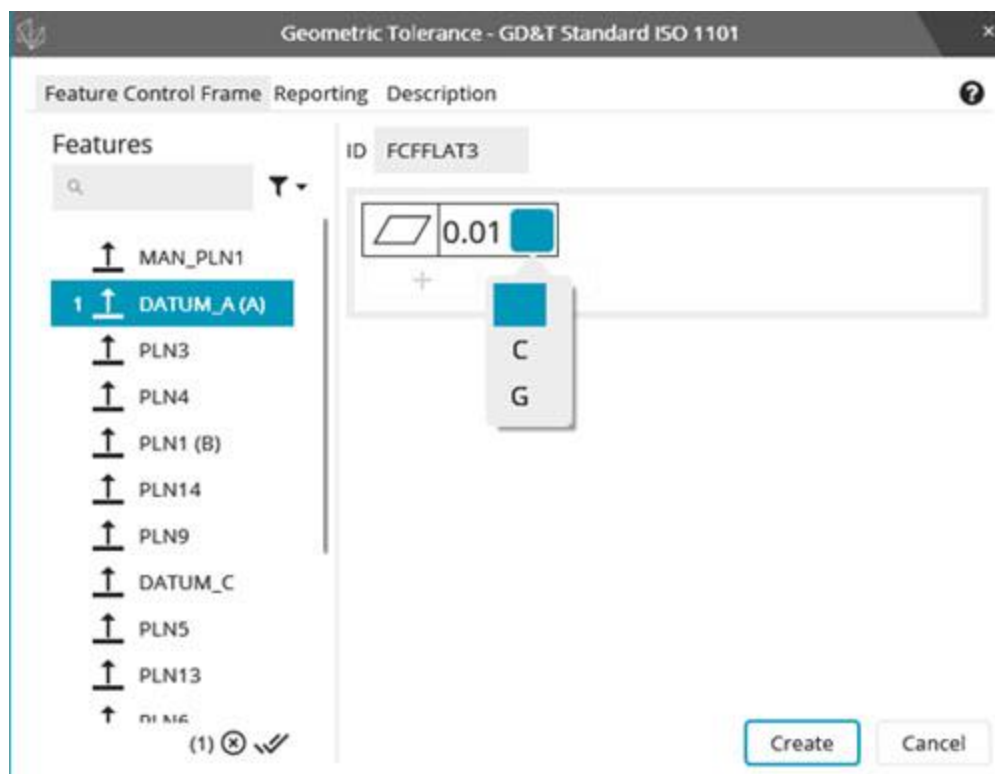 Geometric Tolerance - GD&T Standard ISO 1101
Feature Control Frame Reporting Description
Features
ID FCFFLAT3
0.01
MAN_PLN1
1 DATUM_A (A)
C
PLN3
G
PLN4
PLN1 (B)
PLN14
PLN9
DATUM_C
PLN5
PLN13
(1)
Create Cancel